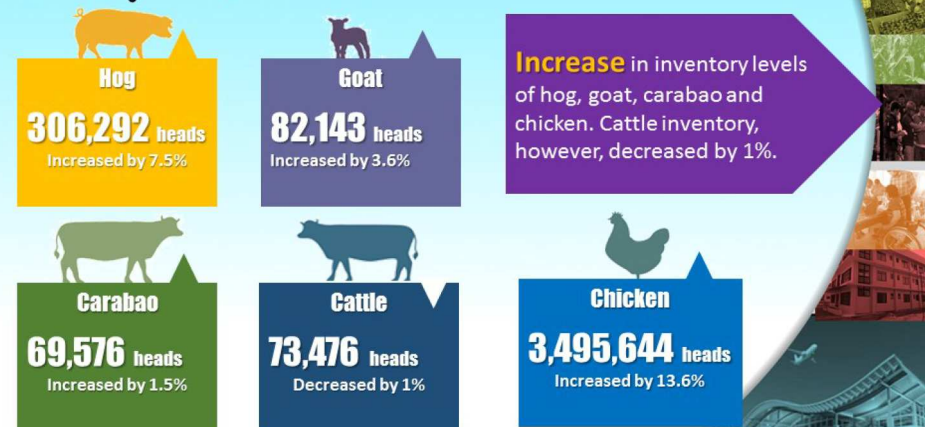 Hog
306,292 heads
Increased by 7.5%
Goat
82,143 heads
Increased by 3.6%
Increase in inventory levels
of hog, goat, carabao and
chicken. Cattle inventory,
however, decreased by 1%.
Carabao
69,576 heads
Increased by 1.5%
Cattle
73,476 heads
Decreased by 1%
Chicken
3,495,644 heads
Increased by 13.6%